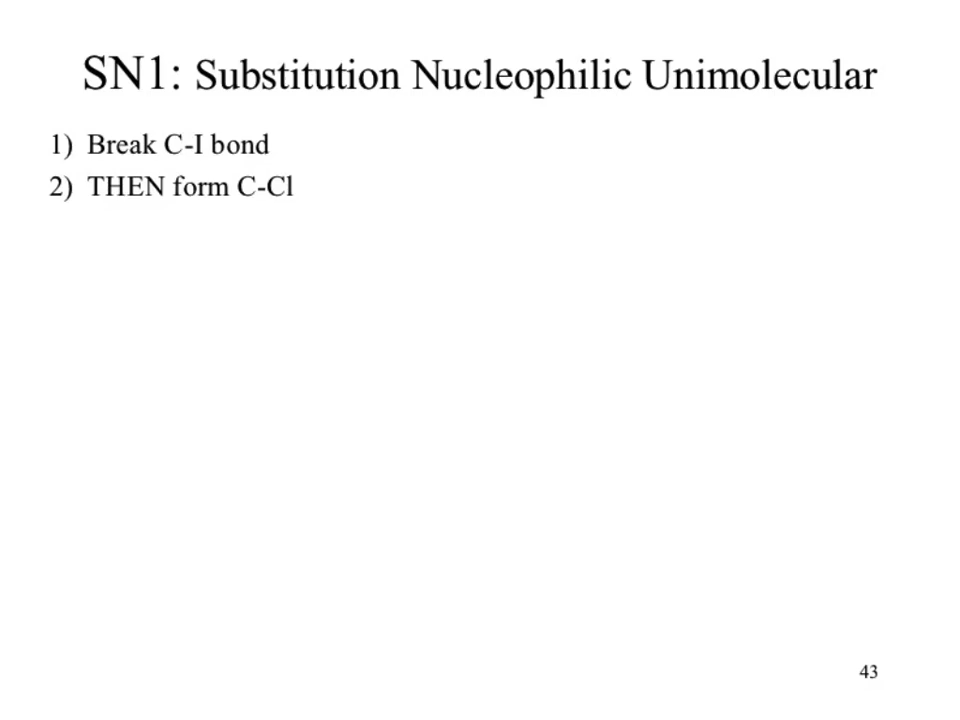 SN1: Substitution Nucleophilic Unimolecular
1) Break C-I bond
2) THEN form C-Cl
43